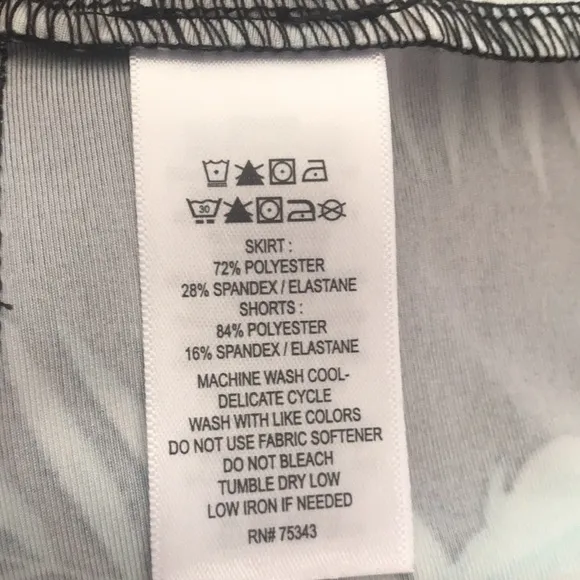 30
SKIRT :
72% POLYESTER
28% SPANDEX / ELASTANE
SHORTS :
84% POLYESTER
16% SPANDEX / ELASTANE
MACHINE WASH COOL-
DELICATE CYCLE
WASH WITH LIKE COLORS
DO NOT USE FABRIC SOFTENER
DO NOT BLEACH
TUMBLE DRY LOW
LOW IRON IF NEEDED
RN# 75343